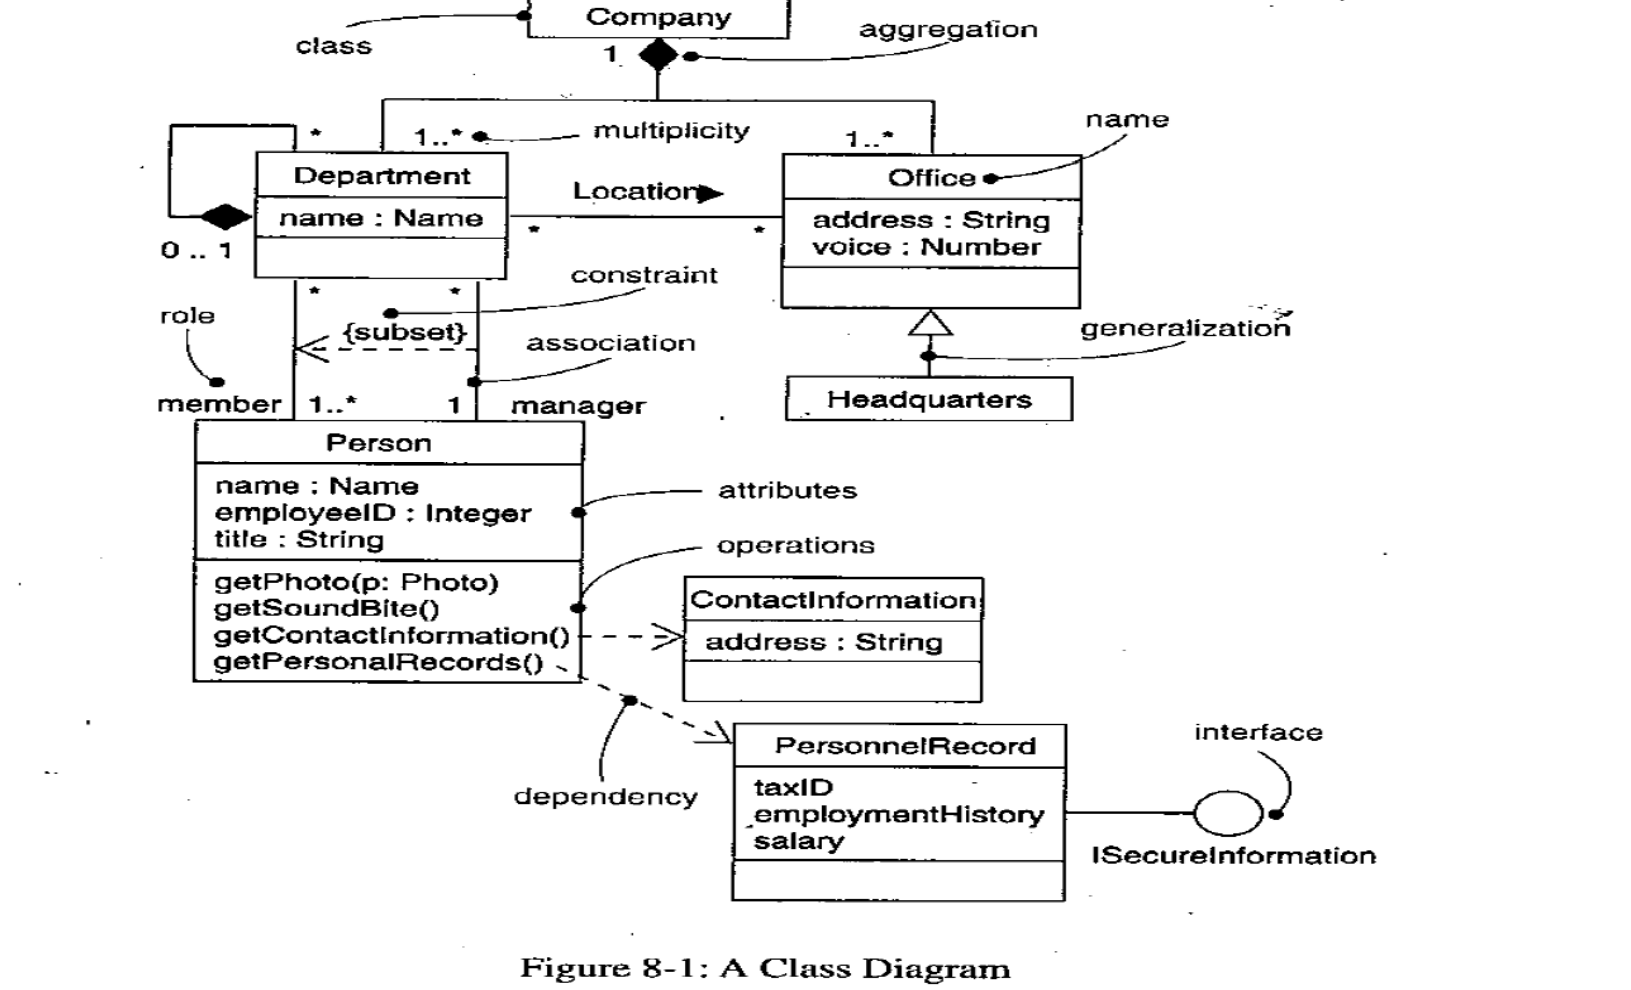 Company
aggregation
class
1
multiplicity
name
*
1..*
1..*
Department
Location
Office
name : Name
address : String
voice : Number
*
*
0 .. 1
constraint
*
*
role
{subset}
association
generalization
member
1..*
1
manager
Headquarters
Person
name : Name
employeeID : Integer
title : String
attributes
operations
getPhoto(p: Photo)
getSoundBite()
getContactInformation()
getPersonalRecords()
ContactInformation
address : String
dependency
PersonnelRecord
taxID
employmentHistory
salary
interface
ISecureInformation
Figure 8-1: A Class Diagram